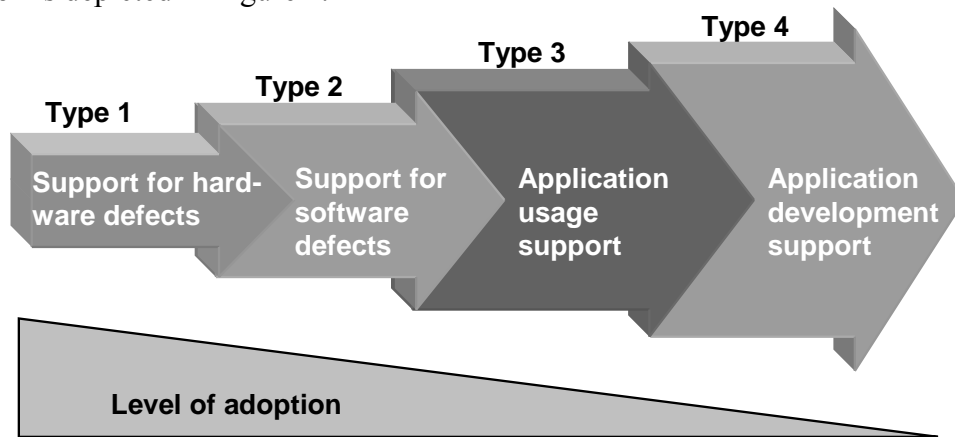 Type 4
Type 3
Type 2
Type 1
Support for hard-
ware defects
Support for
software
defects
Application
usage
support
Application
development
support
Level of adoption